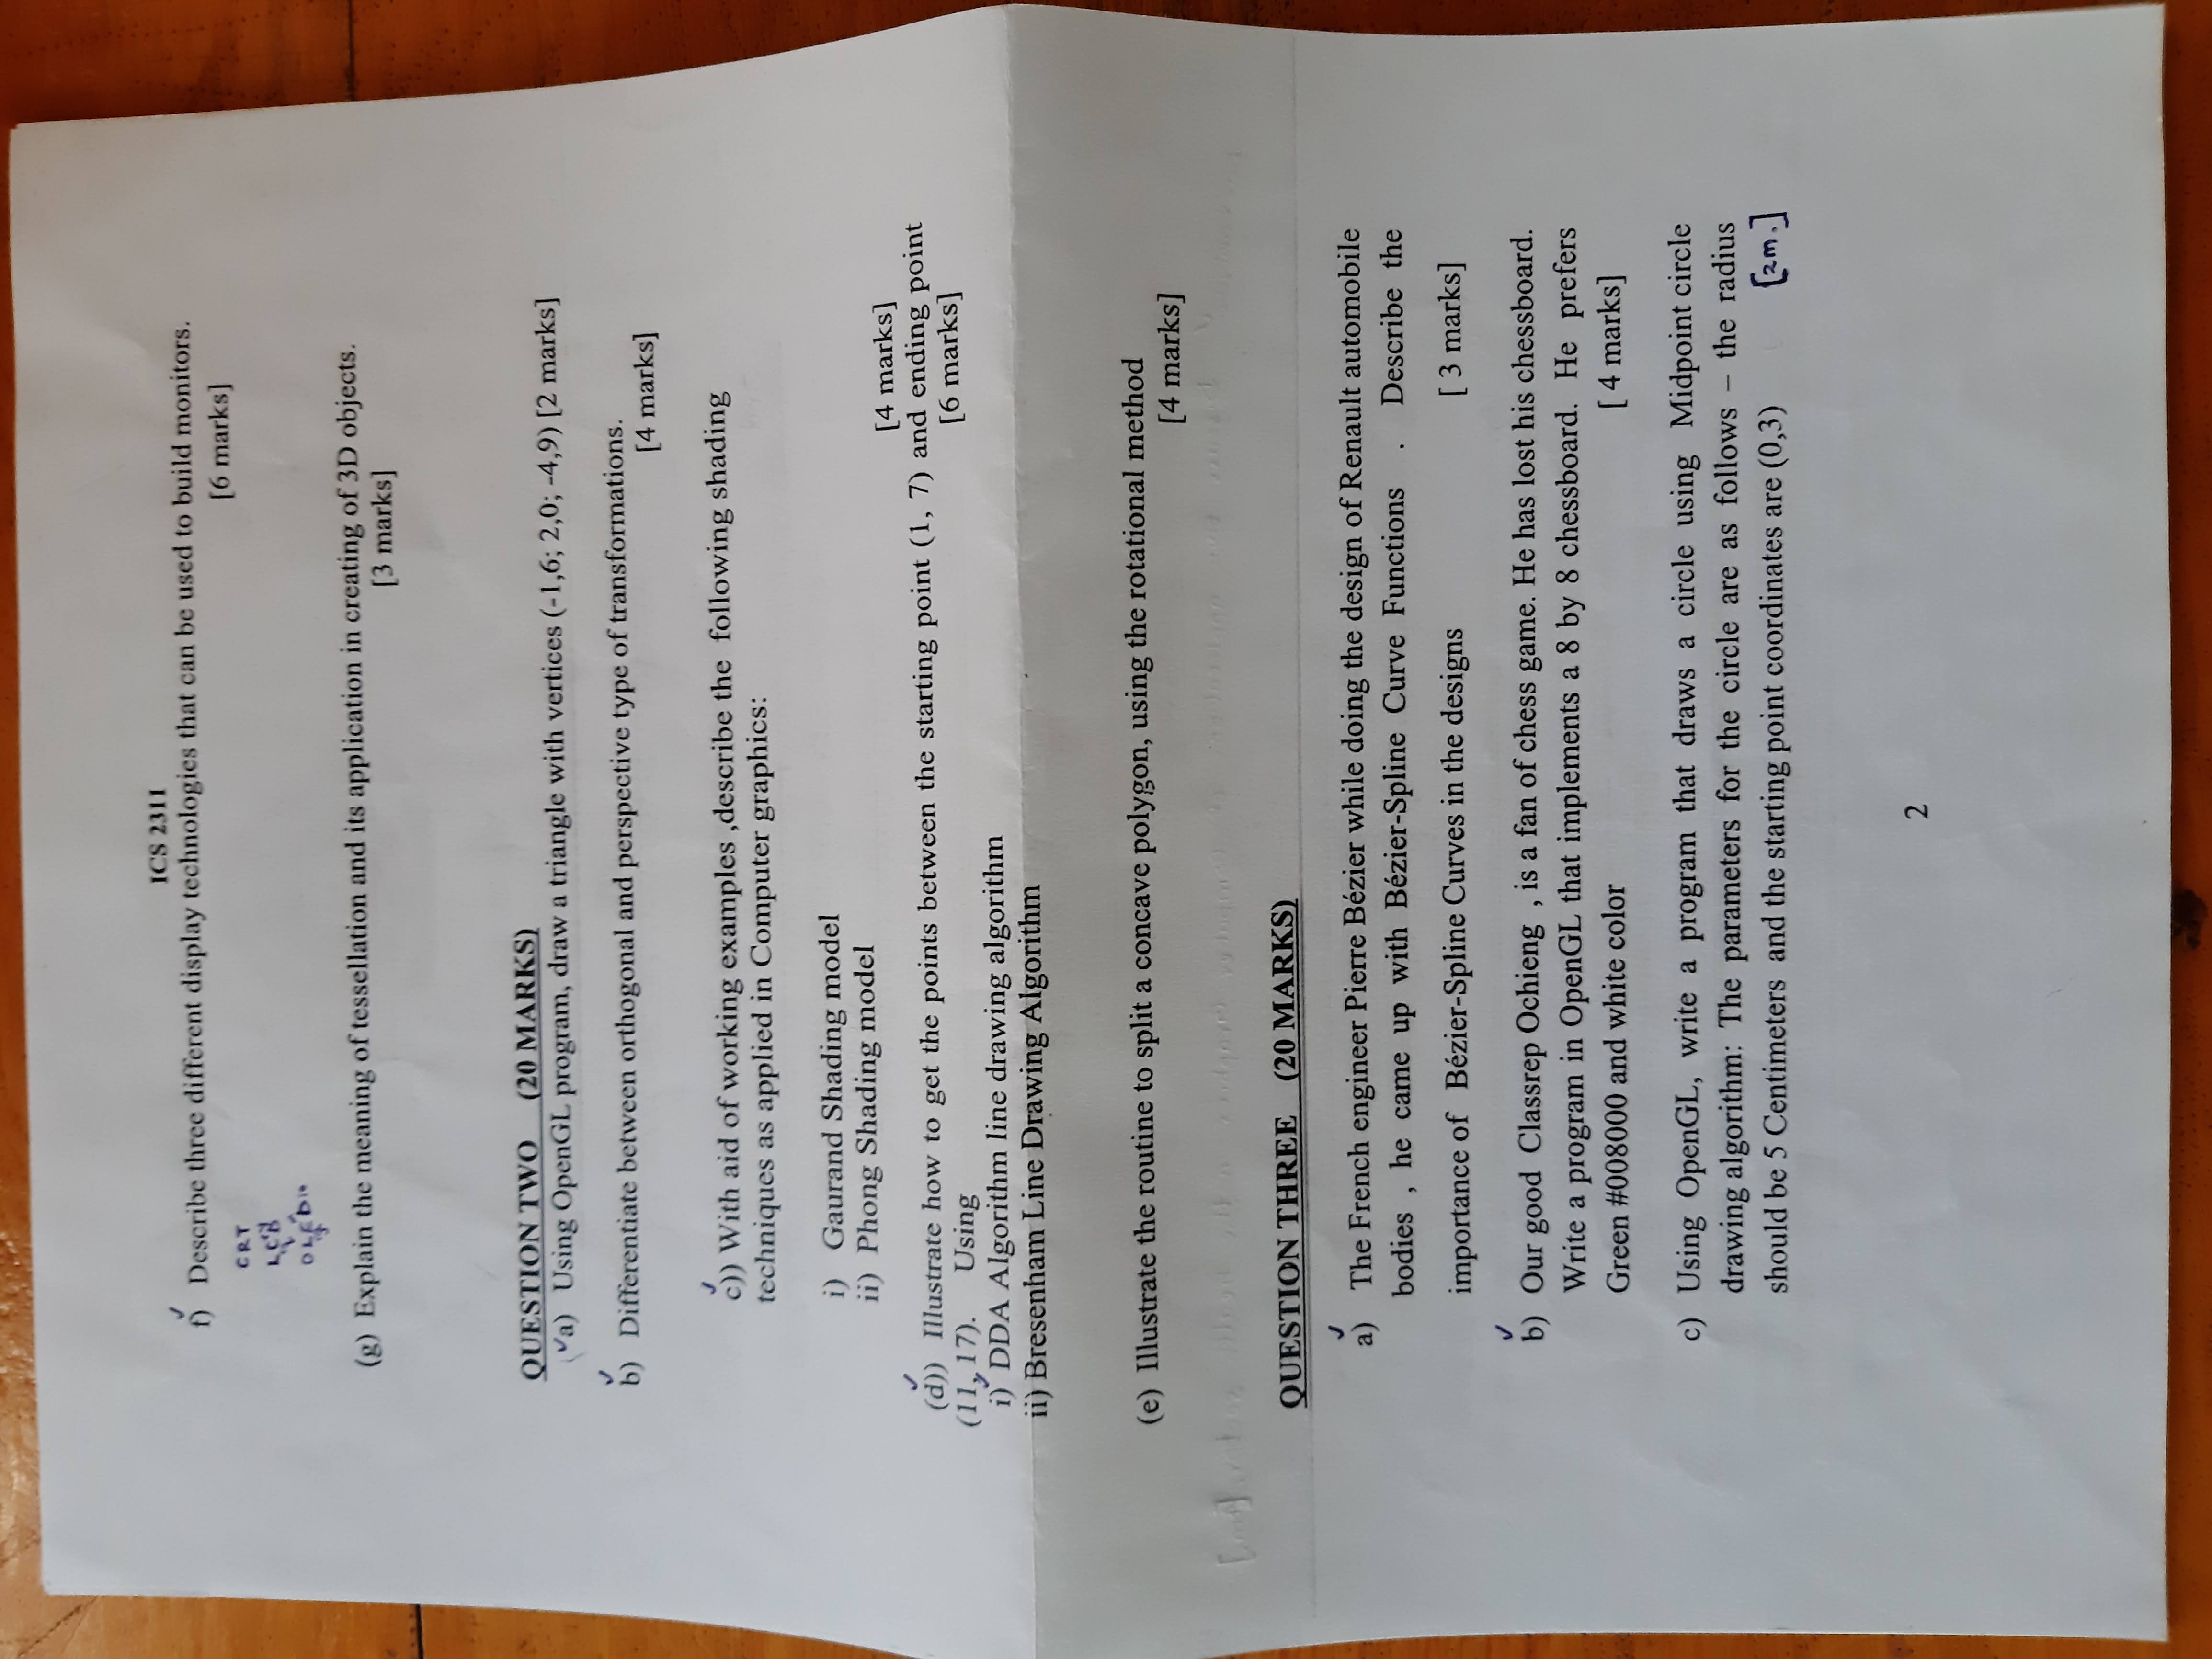 ICS 2311
f) Describe three different display technologies that can be used to build monitors.
[6 marks]
CRT
LCD
OLED
(g) Explain the meaning of tessellation and its application in creating of 3D objects.
[3 marks]
QUESTION TWO (20 MARKS)
a) Using OpenGL program, draw a triangle with vertices (-1,6; 2,0; -4,9) [2 marks]
b) Differentiate between orthogonal and perspective type of transformations.
[4 marks]
c)) With aid of working examples ,describe the following shading
techniques as applied in Computer graphics:
i) Gaurand Shading model
ii) Phong Shading model
[4 marks]
(d)) Illustrate how to get the points between the starting point (1, 7) and ending point
(11, 17). Using [6 marks]
i) DDA Algorithm line drawing algorithm
ii) Bresenham Line Drawing Algorithm
(e) Illustrate the routine to split a concave polygon, using the rotational method
[4 marks]
QUESTION THREE (20 MARKS)
a) The French engineer Pierre Bézier while doing the design of Renault automobile
bodies , he came up with Bézier-Spline Curve Functions . Describe the
importance of Bézier-Spline Curves in the designs [ 3 marks]
b) Our good Classrep Ochieng , is a fan of chess game. He has lost his chessboard.
Write a program in OpenGL that implements a 8 by 8 chessboard. He prefers
Green #008000 and white color [ 4 marks]
c) Using OpenGL, write a program that draws a circle using Midpoint circle
drawing algorithm: The parameters for the circle are as follows – the radius
should be 5 Centimeters and the starting point coordinates are (0,3) [2m.]
2